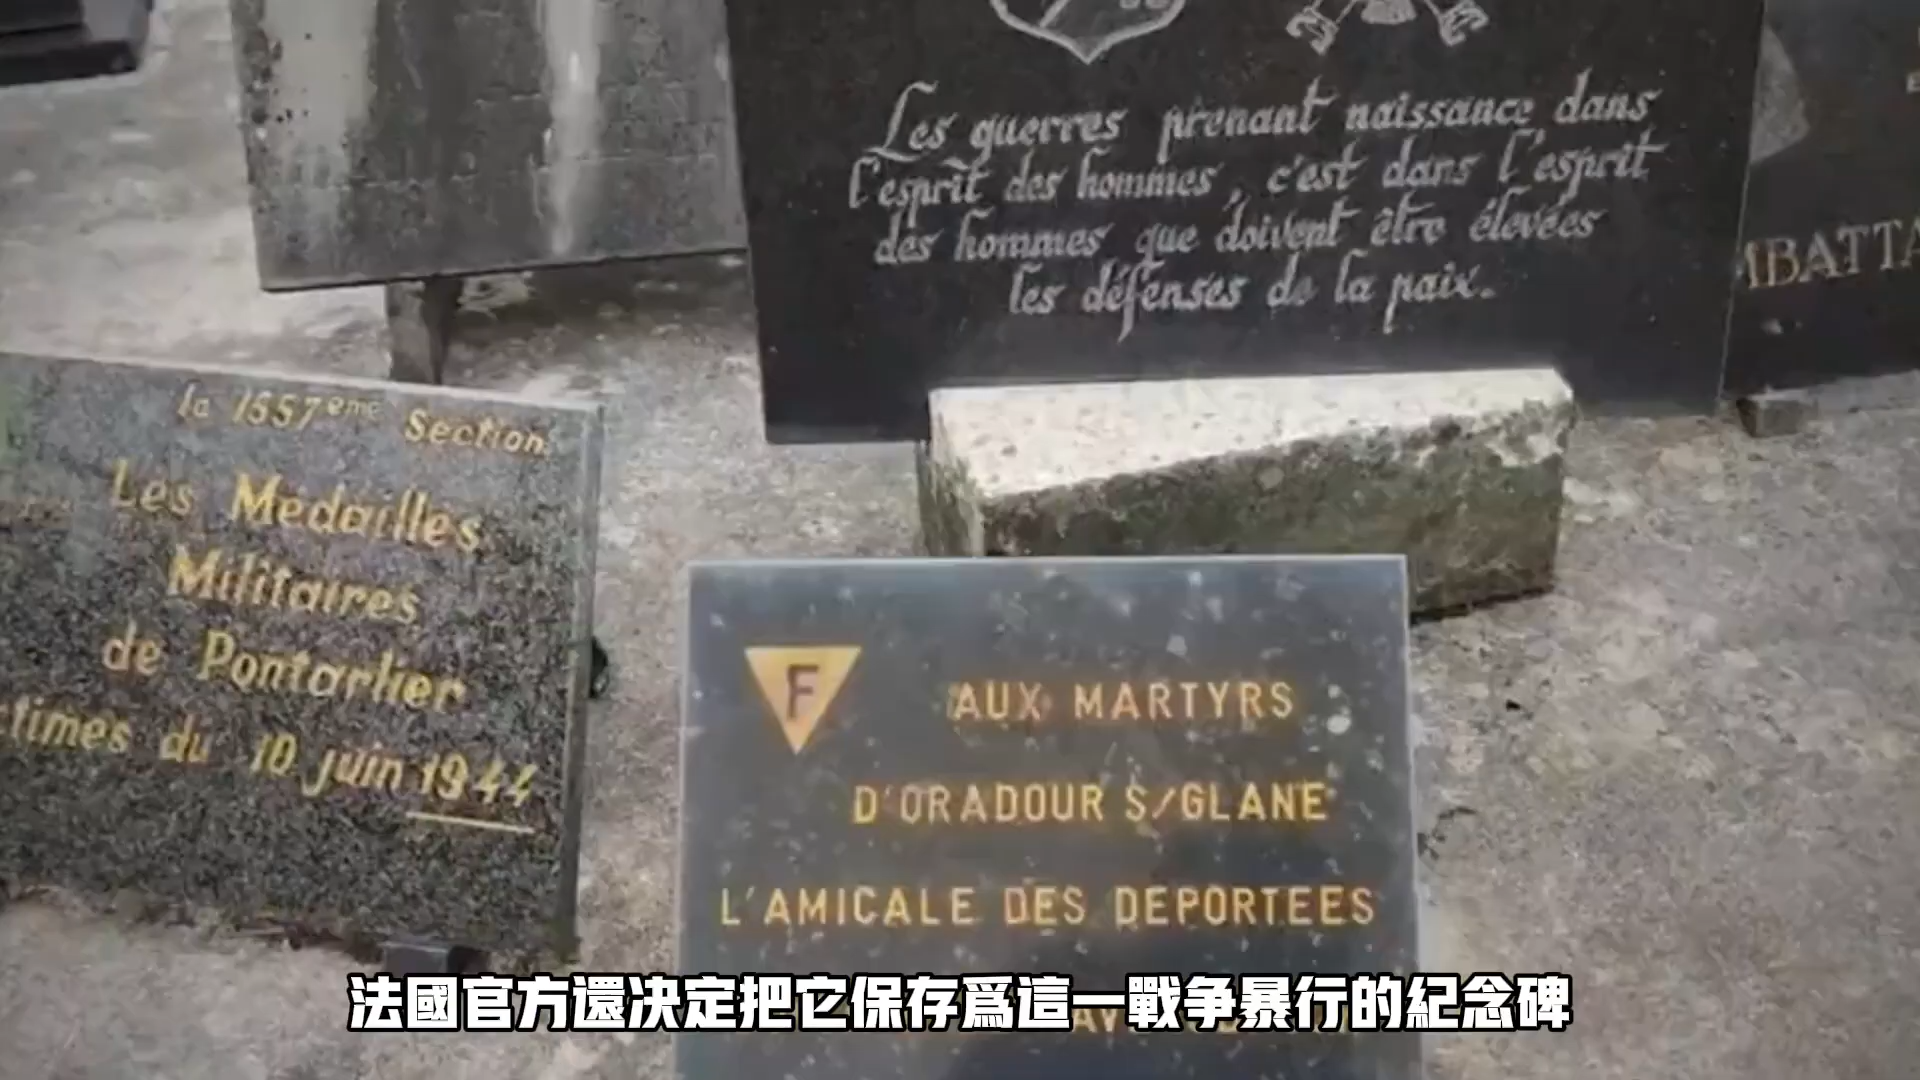 Les guerres prenant naissance dans
l'esprit des hommes, c'est dans l'esprit
des hommes que doivent être élevées
les défenses de la paix.
MBATTA
la 1557eme Section
Les Medailles
Militaires
de Pontarlier
ctimes du 10 juin 1944
F
AUX MARTYRS
D'ORADOUR S/GLANE
L'AMICALE DES DEPORTEES
法國官方還决定把它保存爲這一戰争暴行的紀念碑